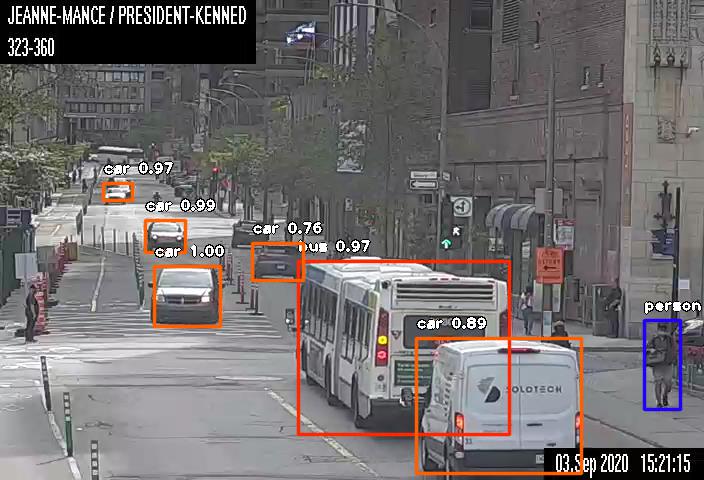 JEANNE-MANCE / PRESIDENT-KENNED
323-360
car 0.97
car 0.99
car 0.76
bus 0.97
car 1.00
car 0.89
person
SOLOTECH
03.Sep 2020 15:21:15